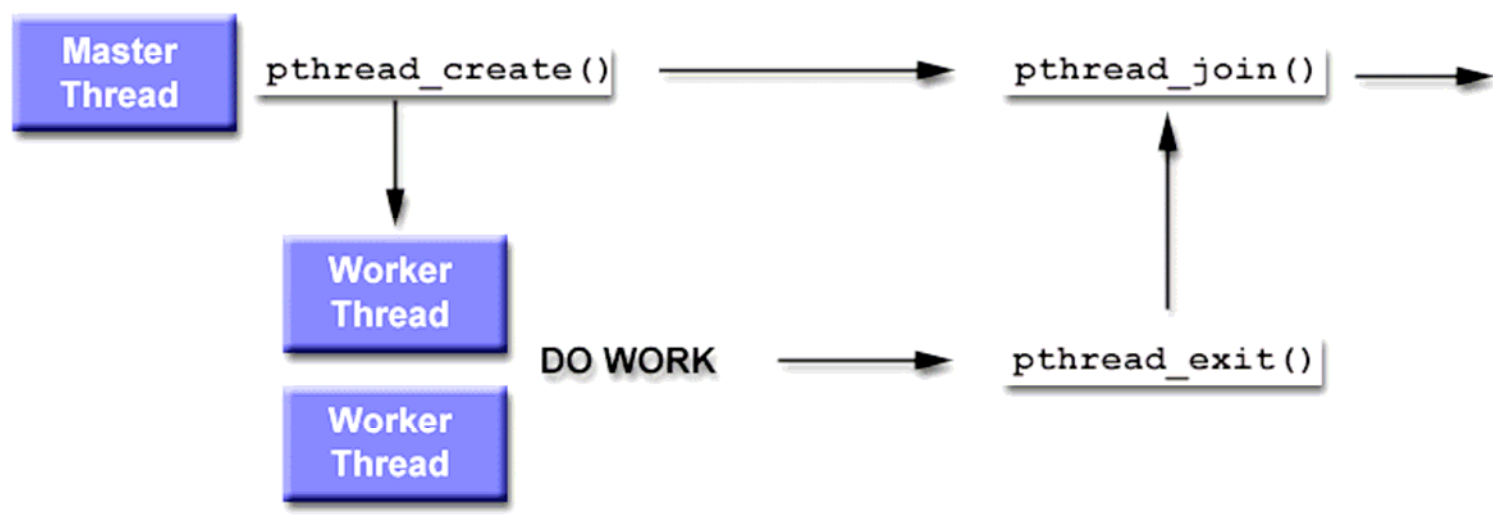 Master
Thread
pthread_create()
pthread_join()
Worker
Thread
DO WORK
pthread_exit()
Worker
Thread